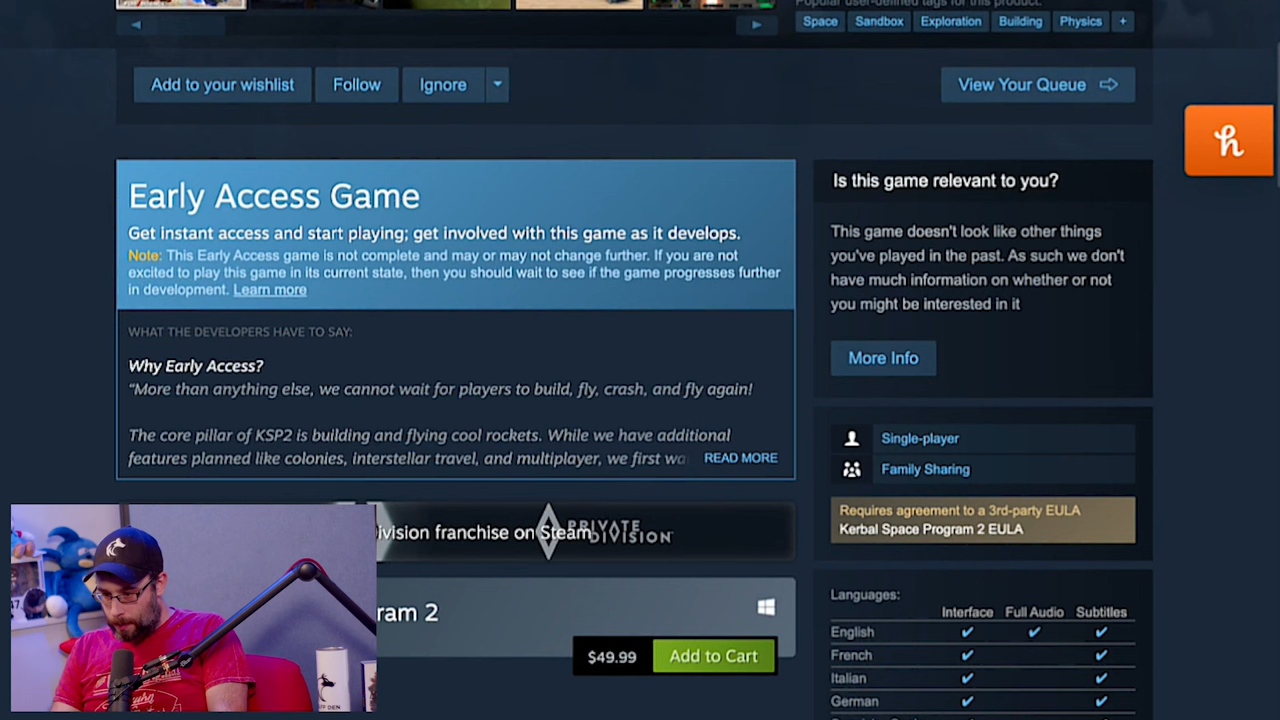 Popular user-defined tags for this product:
Space Sandbox Exploration Building Physics +
Add to your wishlist Follow Ignore View Your Queue
Early Access Game
Get instant access and start playing; get involved with this game as it develops.
Note: This Early Access game is not complete and may or may not change further. If you are not
excited to play this game in its current state, then you should wait to see if the game progresses further
in development. Learn more
WHAT THE DEVELOPERS HAVE TO SAY:
Why Early Access?
“More than anything else, we cannot wait for players to build, fly, crash, and fly again!
The core pillar of KSP2 is building and flying cool rockets. While we have additional
features planned like colonies, interstellar travel, and multiplayer, we first wa READ MORE
ivision franchise on Steam
PRIVATE
DIVISION
ram 2
$49.99 Add to Cart
Is this game relevant to you?
This game doesn't look like other things
you've played in the past. As such we don't
have much information on whether or not
you might be interested in it
More Info
Single-player
Family Sharing
Requires agreement to a 3rd-party EULA
Kerbal Space Program 2 EULA
Languages:
Interface Full Audio Subtitles
English
French
Italian
German
h